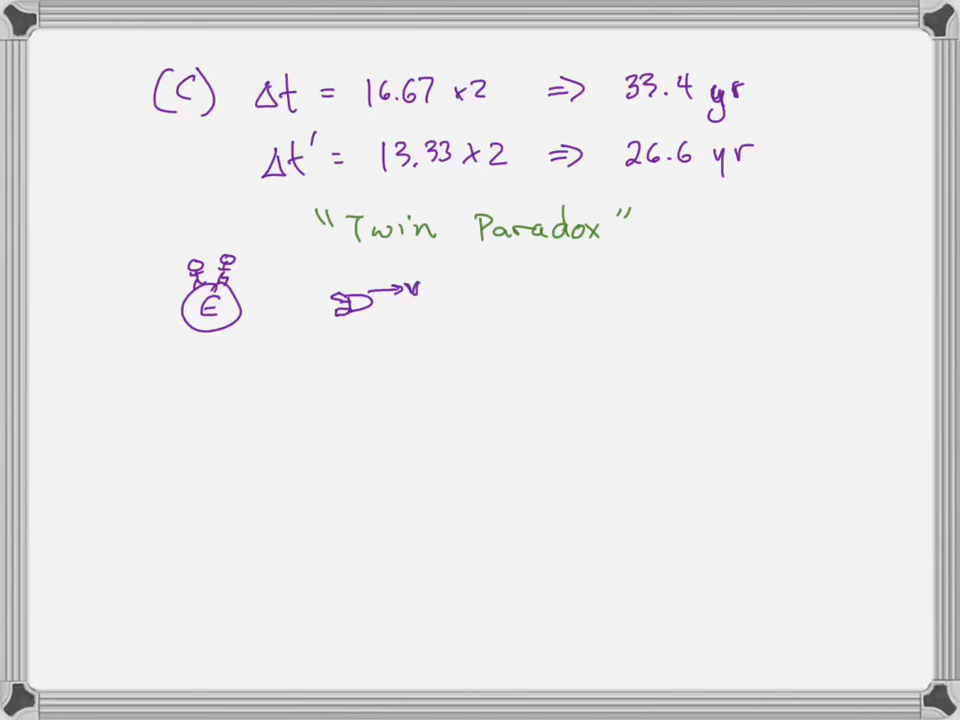 (C) Δt = 16.67 x 2 => 33.4 yr
Δt' = 13.33 x 2 => 26.6 yr
"Twin Paradox"
E
v